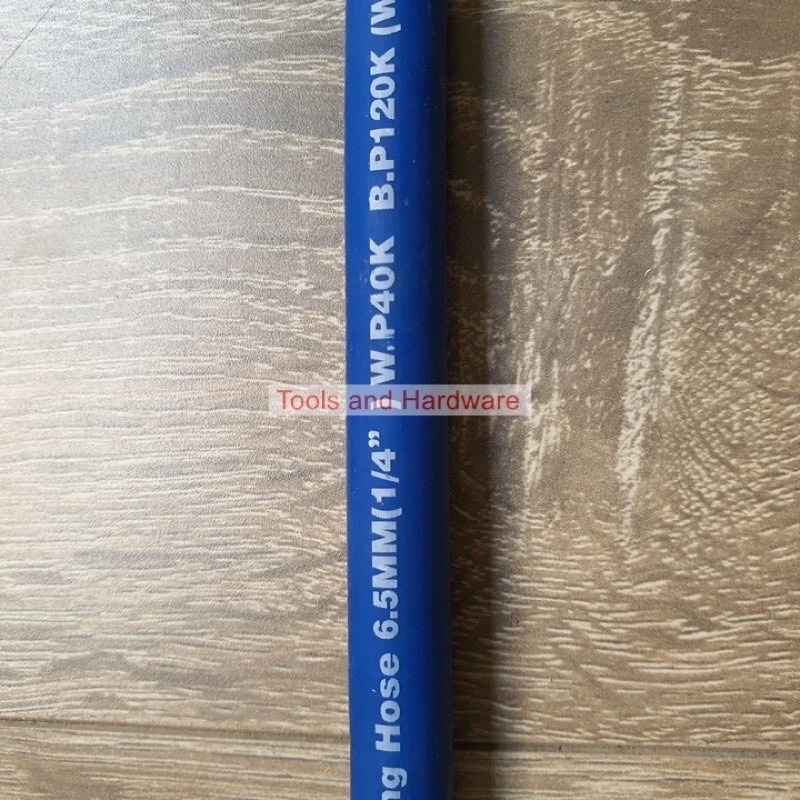 ng Hose 6.5MM(1/4") W.P40K B.P120K (W
Tools and Hardware